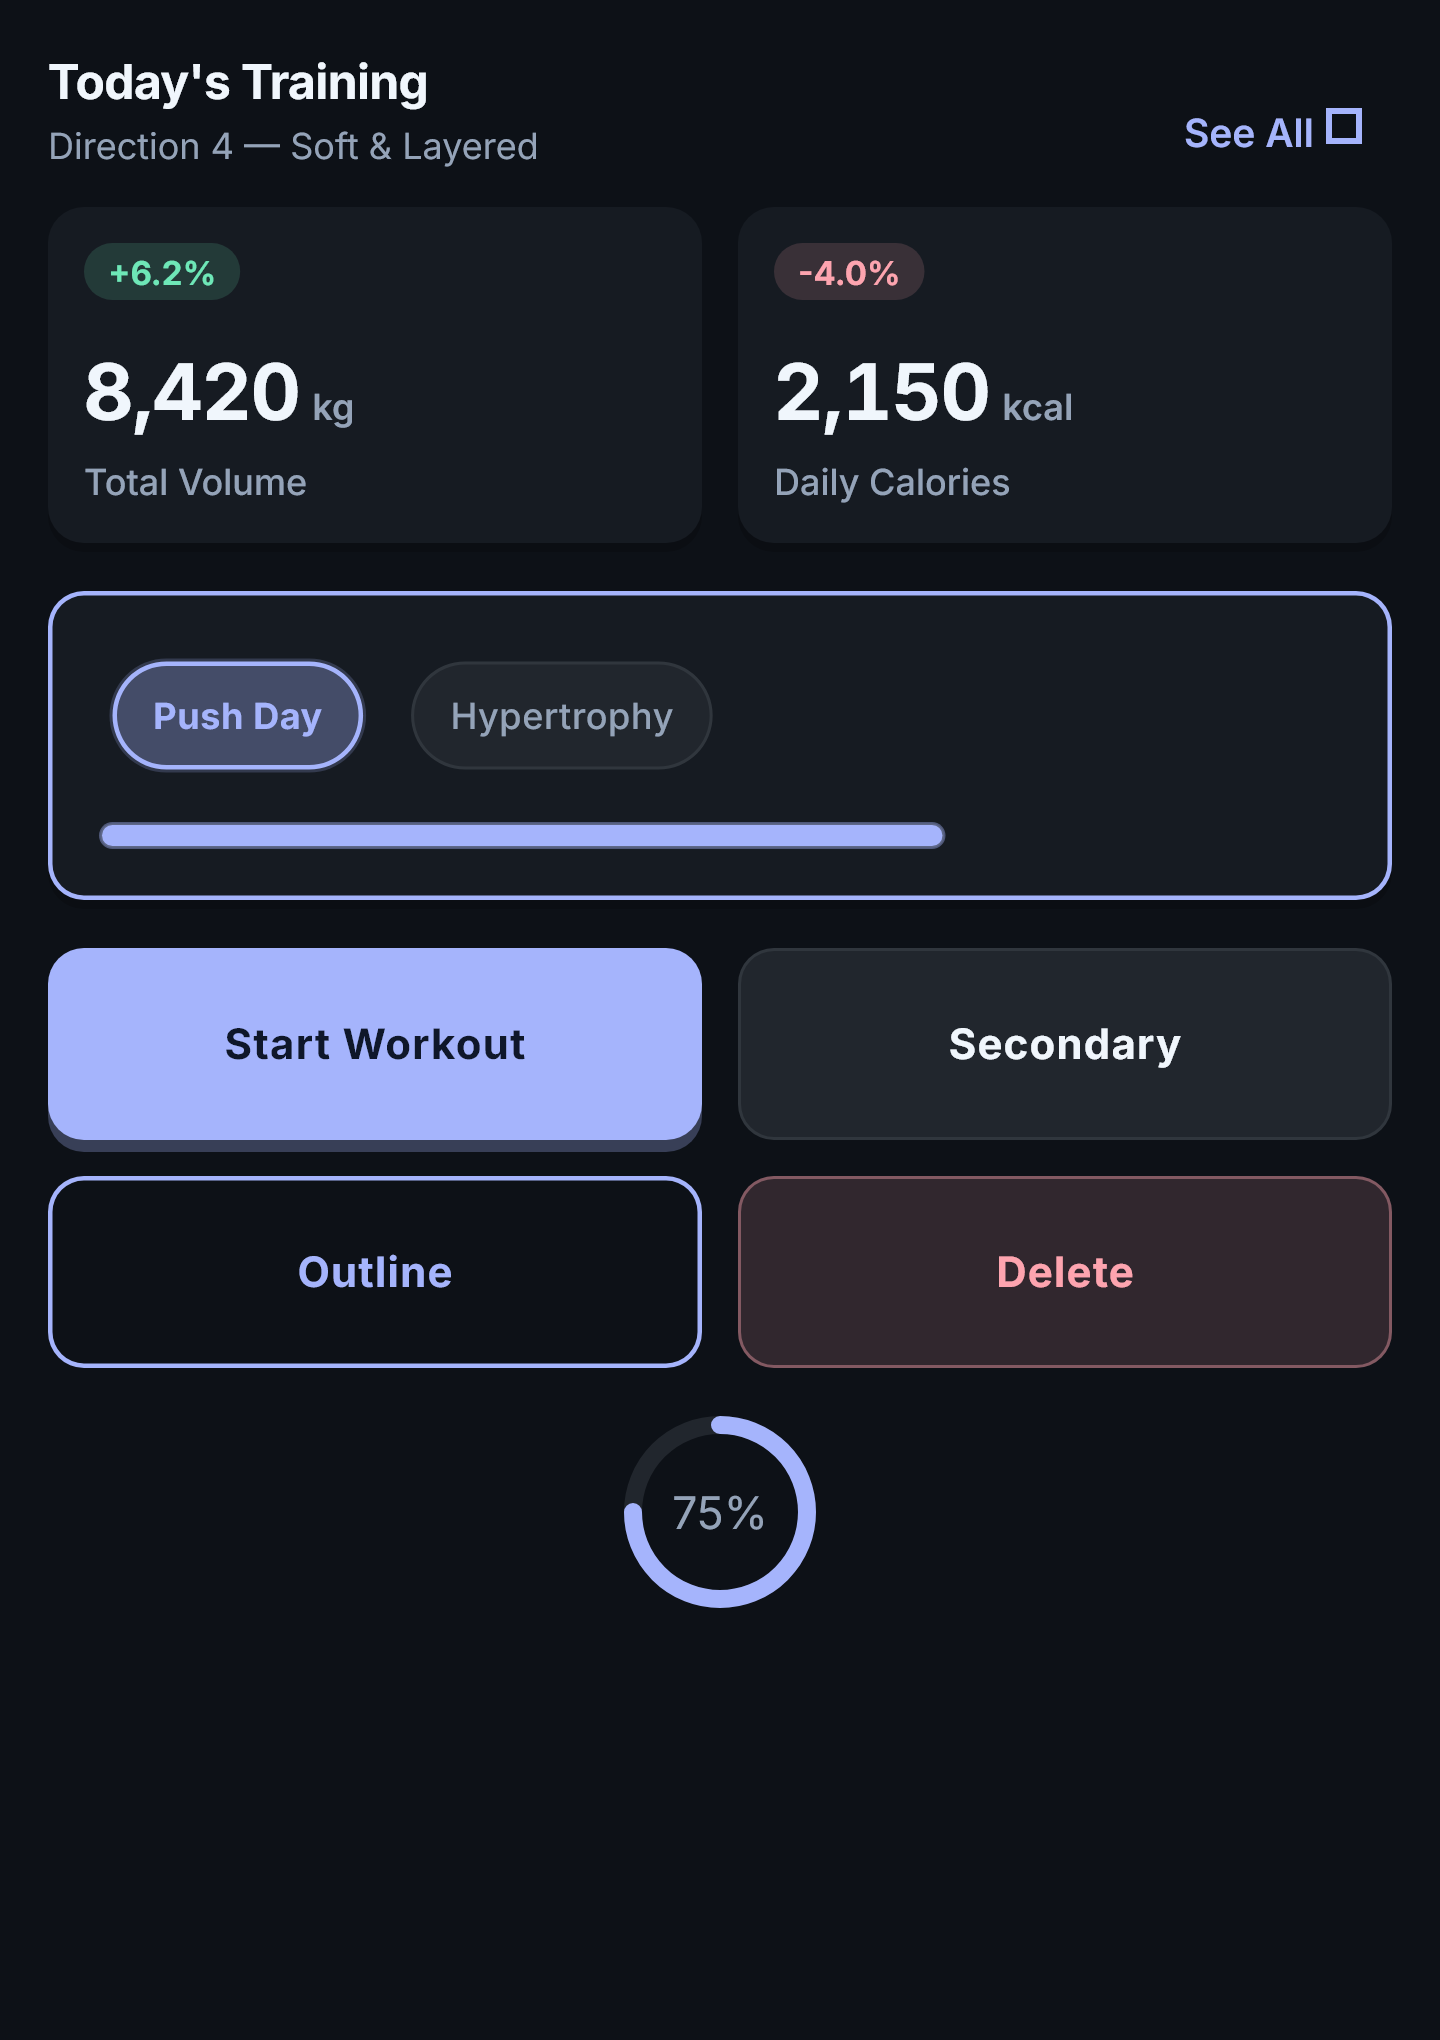 Today's Training
Direction 4 — Soft & Layered
See All
+6.2%
8,420 kg
Total Volume
-4.0%
2,150 kcal
Daily Calories
Push Day
Hypertrophy
Start Workout
Secondary
Outline
Delete
75%